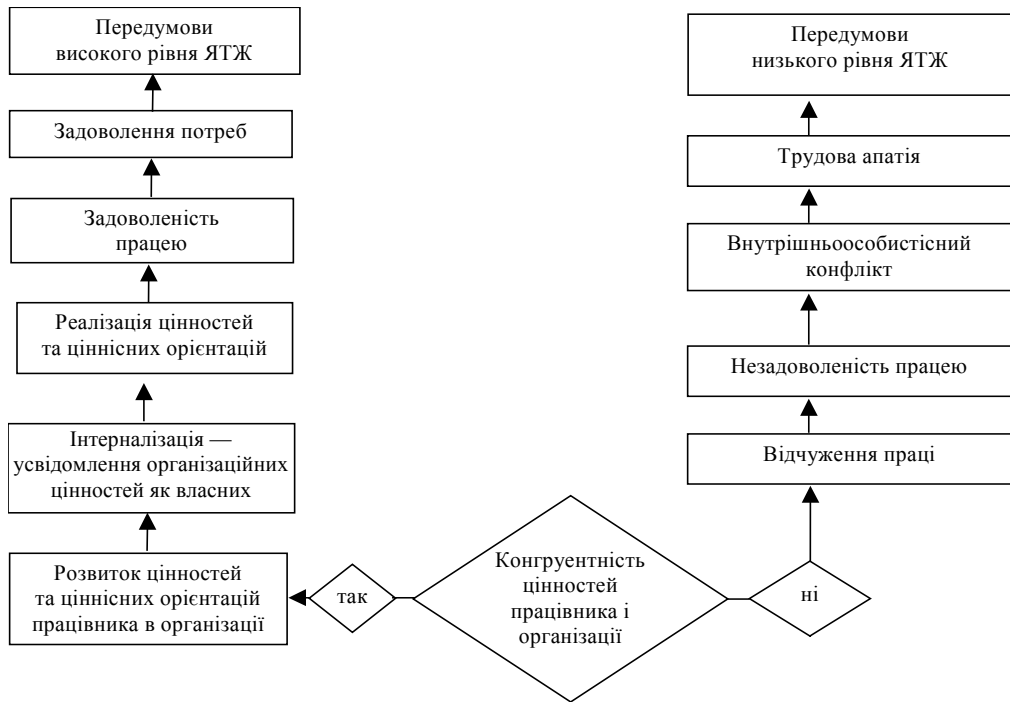 Передумови
високого рівня ЯТЖ
Задоволення потреб
Задоволеність
працею
Реалізація цінностей
та ціннісних орієнтацій
Інтерналізація —
усвідомлення організаційних
цінностей як власних
Розвиток цінностей
та ціннісних орієнтацій
працівника в організації
так
Конгруентність
цінностей
працівника і
організації
ні
Передумови
низького рівня ЯТЖ
Трудова апатія
Внутрішньоособистісний
конфлікт
Незадоволеність працею
Відчуження праці